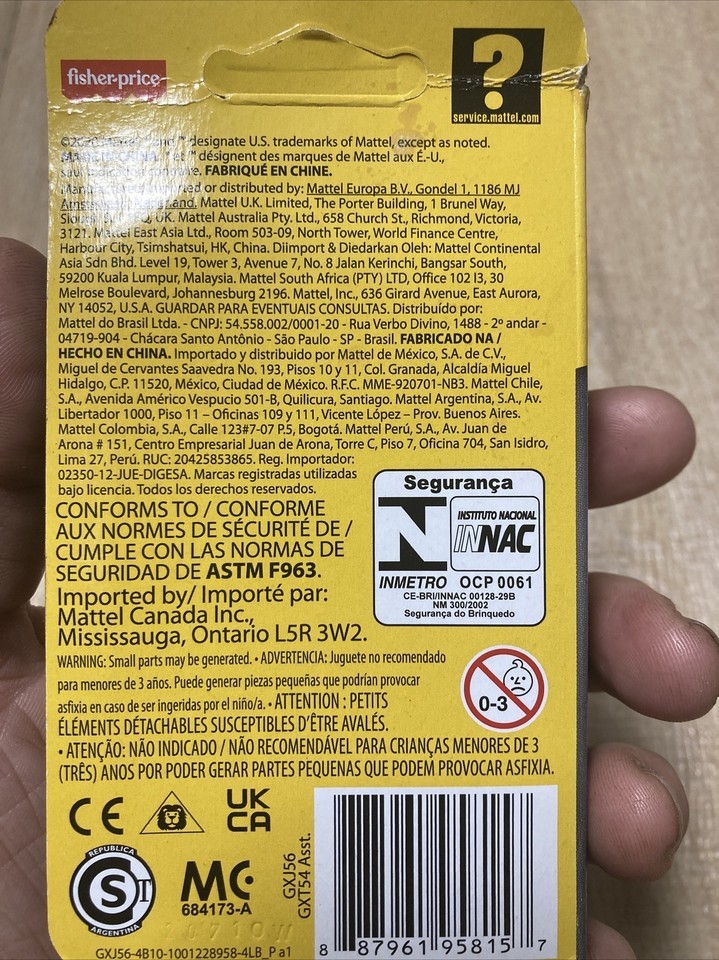 fisher-price
?
service.mattel.com
designate U.S. trademarks of Mattel, except as noted.
désignent des marques de Mattel aux É.-U.,
FABRIQUÉ EN CHINE.
or distributed by: Mattel Europa B.V., Gondel 1, 1186 MJ
Mattel U.K. Limited, The Porter Building, 1 Brunel Way,
UK. Mattel Australia Pty. Ltd., 658 Church St., Richmond, Victoria,
3121. Mattel East Asia Ltd., Room 503-09, North Tower, World Finance Centre,
Harbour City, Tsimshatsui, HK, China. Diimport & Diedarkan Oleh: Mattel Continental
Asia Sdn Bhd. Level 19, Tower 3, Avenue 7, No. 8 Jalan Kerinchi, Bangsar South,
59200 Kuala Lumpur, Malaysia. Mattel South Africa (PTY) LTD, Office 102 I3, 30
Melrose Boulevard, Johannesburg 2196. Mattel, Inc., 636 Girard Avenue, East Aurora,
NY 14052, U.S.A. GUARDAR PARA EVENTUAIS CONSULTAS. Distribuído por:
Mattel do Brasil Ltda. - CNPJ: 54.558.002/0001-20 - Rua Verbo Divino, 1488 - 2º andar -
04719-904 - Chácara Santo Antônio - São Paulo - SP - Brasil. FABRICADO NA /
HECHO EN CHINA. Importado y distribuido por Mattel de México, S.A. de C.V.,
Miguel de Cervantes Saavedra No. 193, Pisos 10 y 11, Col. Granada, Alcaldía Miguel
Hidalgo, C.P. 11520, México, Ciudad de México. R.F.C. MME-920701-NB3. Mattel Chile,
S.A., Avenida Américo Vespucio 501-B, Quilicura, Santiago. Mattel Argentina, S.A., Av.
Libertador 1000, Piso 11 – Oficinas 109 y 111, Vicente López – Prov. Buenos Aires.
Mattel Colombia, S.A., Calle 123#7-07 P.5, Bogotá. Mattel Perú, S.A., Av. Juan de
Arona # 151, Centro Empresarial Juan de Arona, Torre C, Piso 7, Oficina 704, San Isidro,
Lima 27, Perú. RUC: 20425853865. Reg. Importador:
02350-12-JUE-DIGESA. Marcas registradas utilizadas
bajo licencia. Todos los derechos reservados.
CONFORMS TO / CONFORME
AUX NORMES DE SÉCURITÉ DE /
CUMPLE CON LAS NORMAS DE
SEGURIDAD DE ASTM F963.
Imported by/ Importé par:
Mattel Canada Inc.,
Mississauga, Ontario L5R 3W2.
Segurança
INSTITUTO NACIONAL
INNAC
INMETRO OCP 0061
CE-BRI/INNAC 00128-29B
NM 300/2002
Segurança do Brinquedo
WARNING: Small parts may be generated. • ADVERTENCIA: Juguete no recomendado
para menores de 3 años. Puede generar piezas pequeñas que podrían provocar
asfixia en caso de ser ingeridas por el niño/a. • ATTENTION : PETITS
ÉLÉMENTS DÉTACHABLES SUSCEPTIBLES D'ÊTRE AVALÉS.
• ATENÇÃO: NÃO INDICADO / NÃO RECOMENDÁVEL PARA CRIANÇAS MENORES DE 3
(TRÊS) ANOS POR PODER GERAR PARTES PEQUENAS QUE PODEM PROVOCAR ASFIXIA.
0-3
CE
UK
CA
REPUBLICA
S T
ARGENTINA
MC
684173-A
GXJ56
GXT54 Asst.
8 87961 95815 7
GXJ56-4B10-1001228958-4LB_P a1